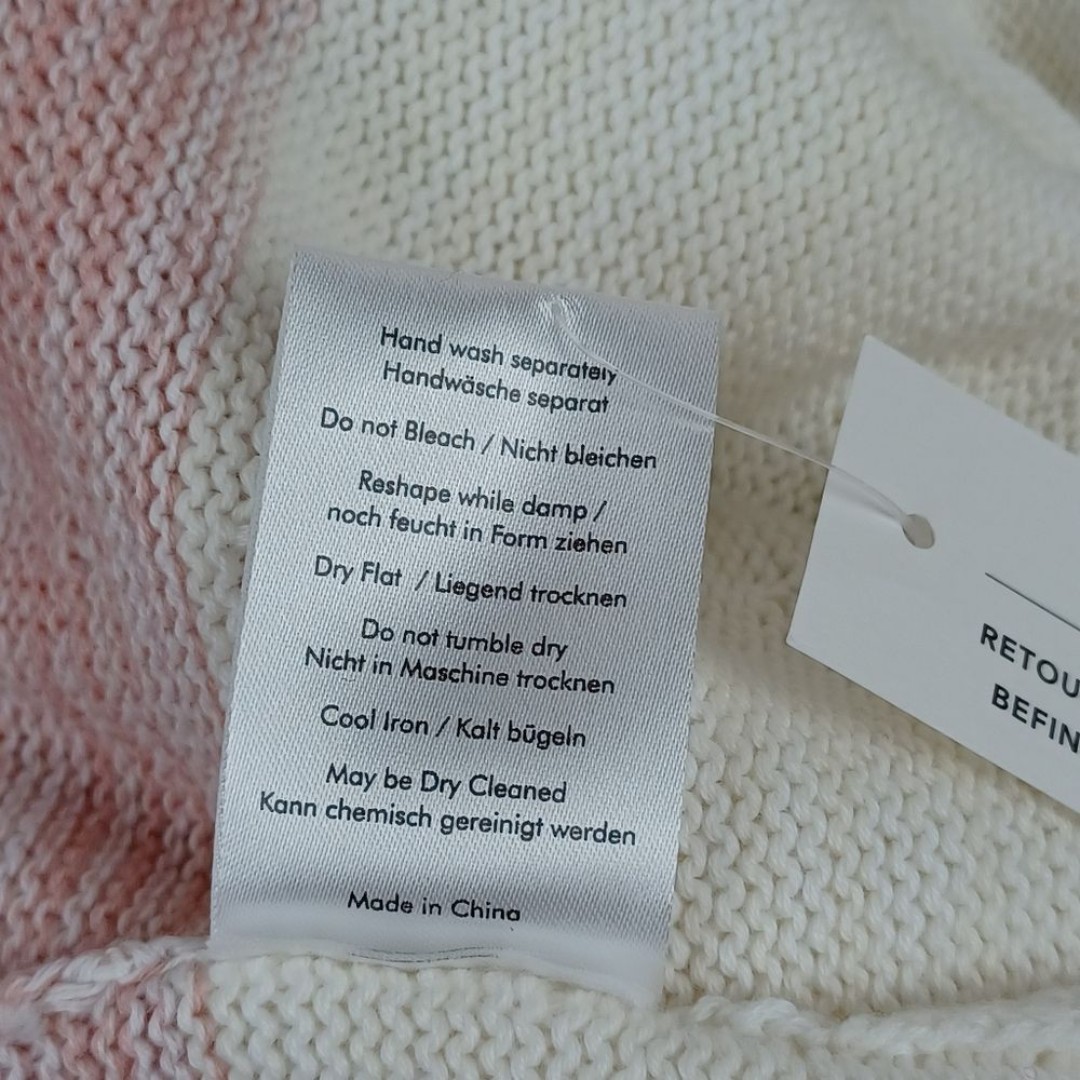 Hand wash separately
Handwäsche separat
Do not Bleach / Nicht bleichen
Reshape while damp /
noch feucht in Form ziehen
Dry Flat / Liegend trocknen
Do not tumble dry
Nicht in Maschine trocknen
Cool Iron / Kalt bügeln
May be Dry Cleaned
Kann chemisch gereinigt werden
Made in China
RETOU
BEFIN